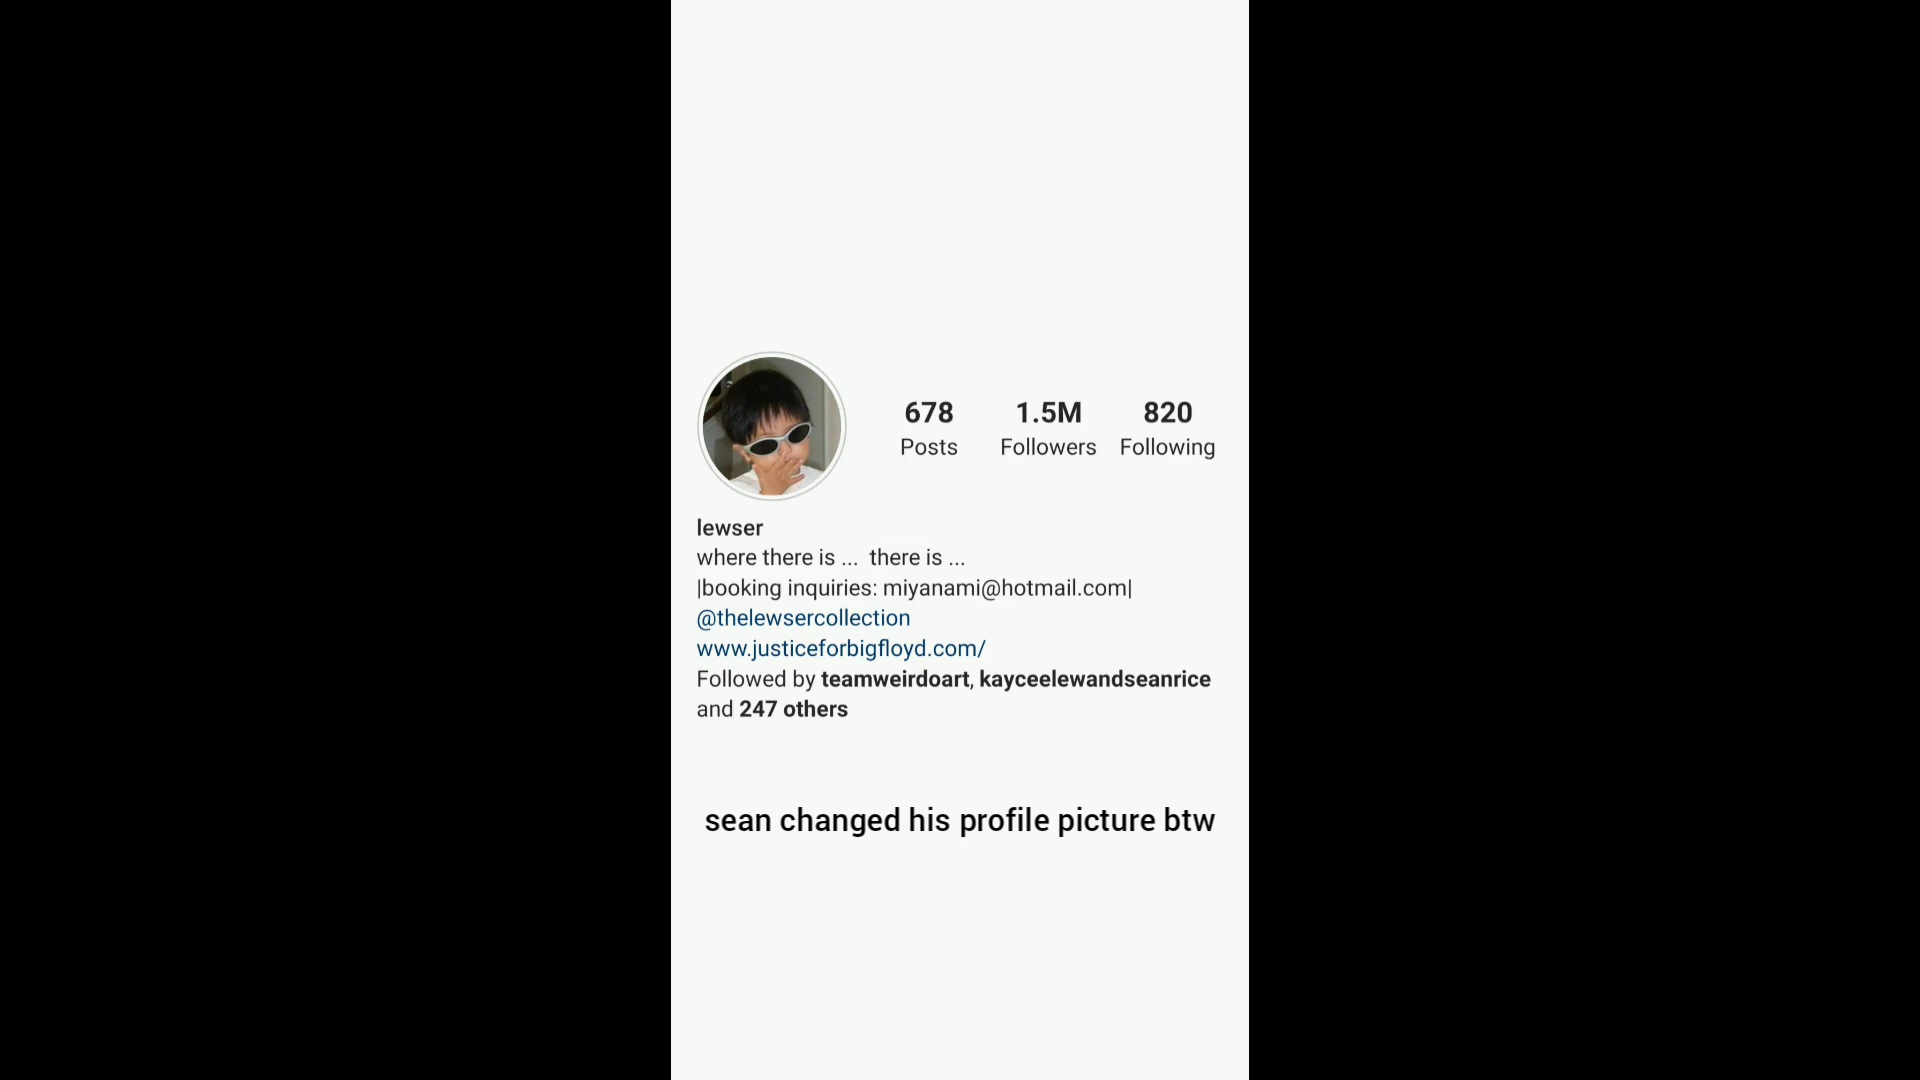 678 1.5M 820
Posts Followers Following
lewser
where there is ... there is ...
|booking inquiries: miyanami@hotmail.com|
@thelewsercollection
www.justiceforbigfloyd.com/
Followed by teamweirdoart, kayceelewandseanrice
and 247 others
sean changed his profile picture btw